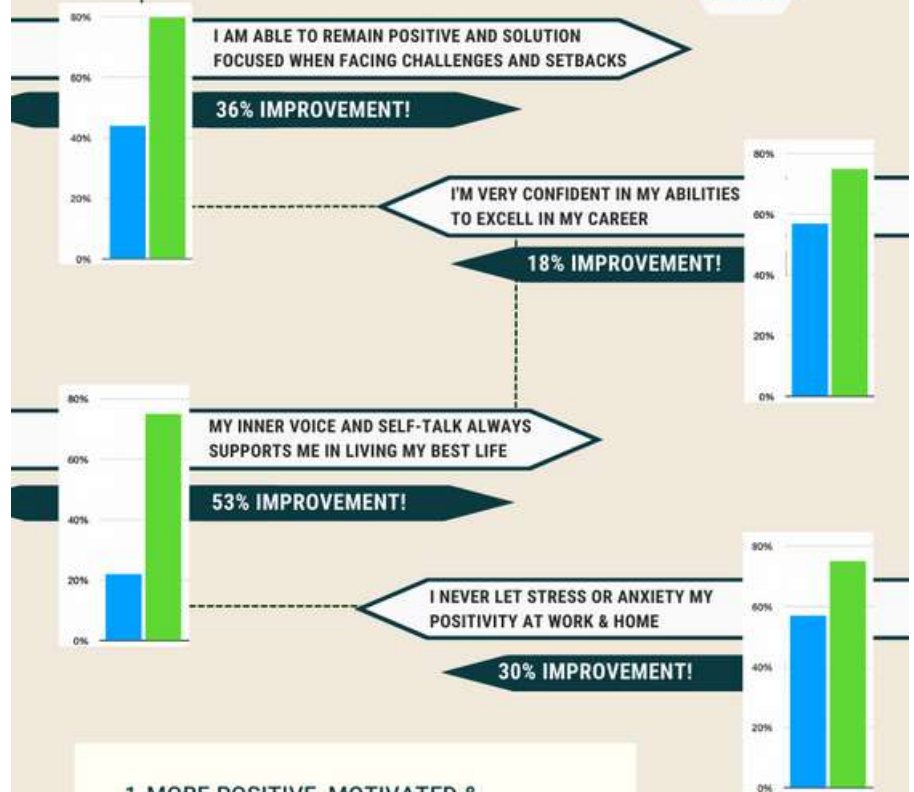 80%
60%
40%
20%
0%
I AM ABLE TO REMAIN POSITIVE AND SOLUTION
FOCUSED WHEN FACING CHALLENGES AND SETBACKS
36% IMPROVEMENT!
I'M VERY CONFIDENT IN MY ABILITIES
TO EXCELL IN MY CAREER
18% IMPROVEMENT!
80%
60%
40%
20%
0%
80%
60%
40%
20%
0%
MY INNER VOICE AND SELF-TALK ALWAYS
SUPPORTS ME IN LIVING MY BEST LIFE
53% IMPROVEMENT!
I NEVER LET STRESS OR ANXIETY MY
POSITIVITY AT WORK & HOME
30% IMPROVEMENT!
80%
60%
40%
20%
0%
1. MORE POSITIVE, MOTIVATED &